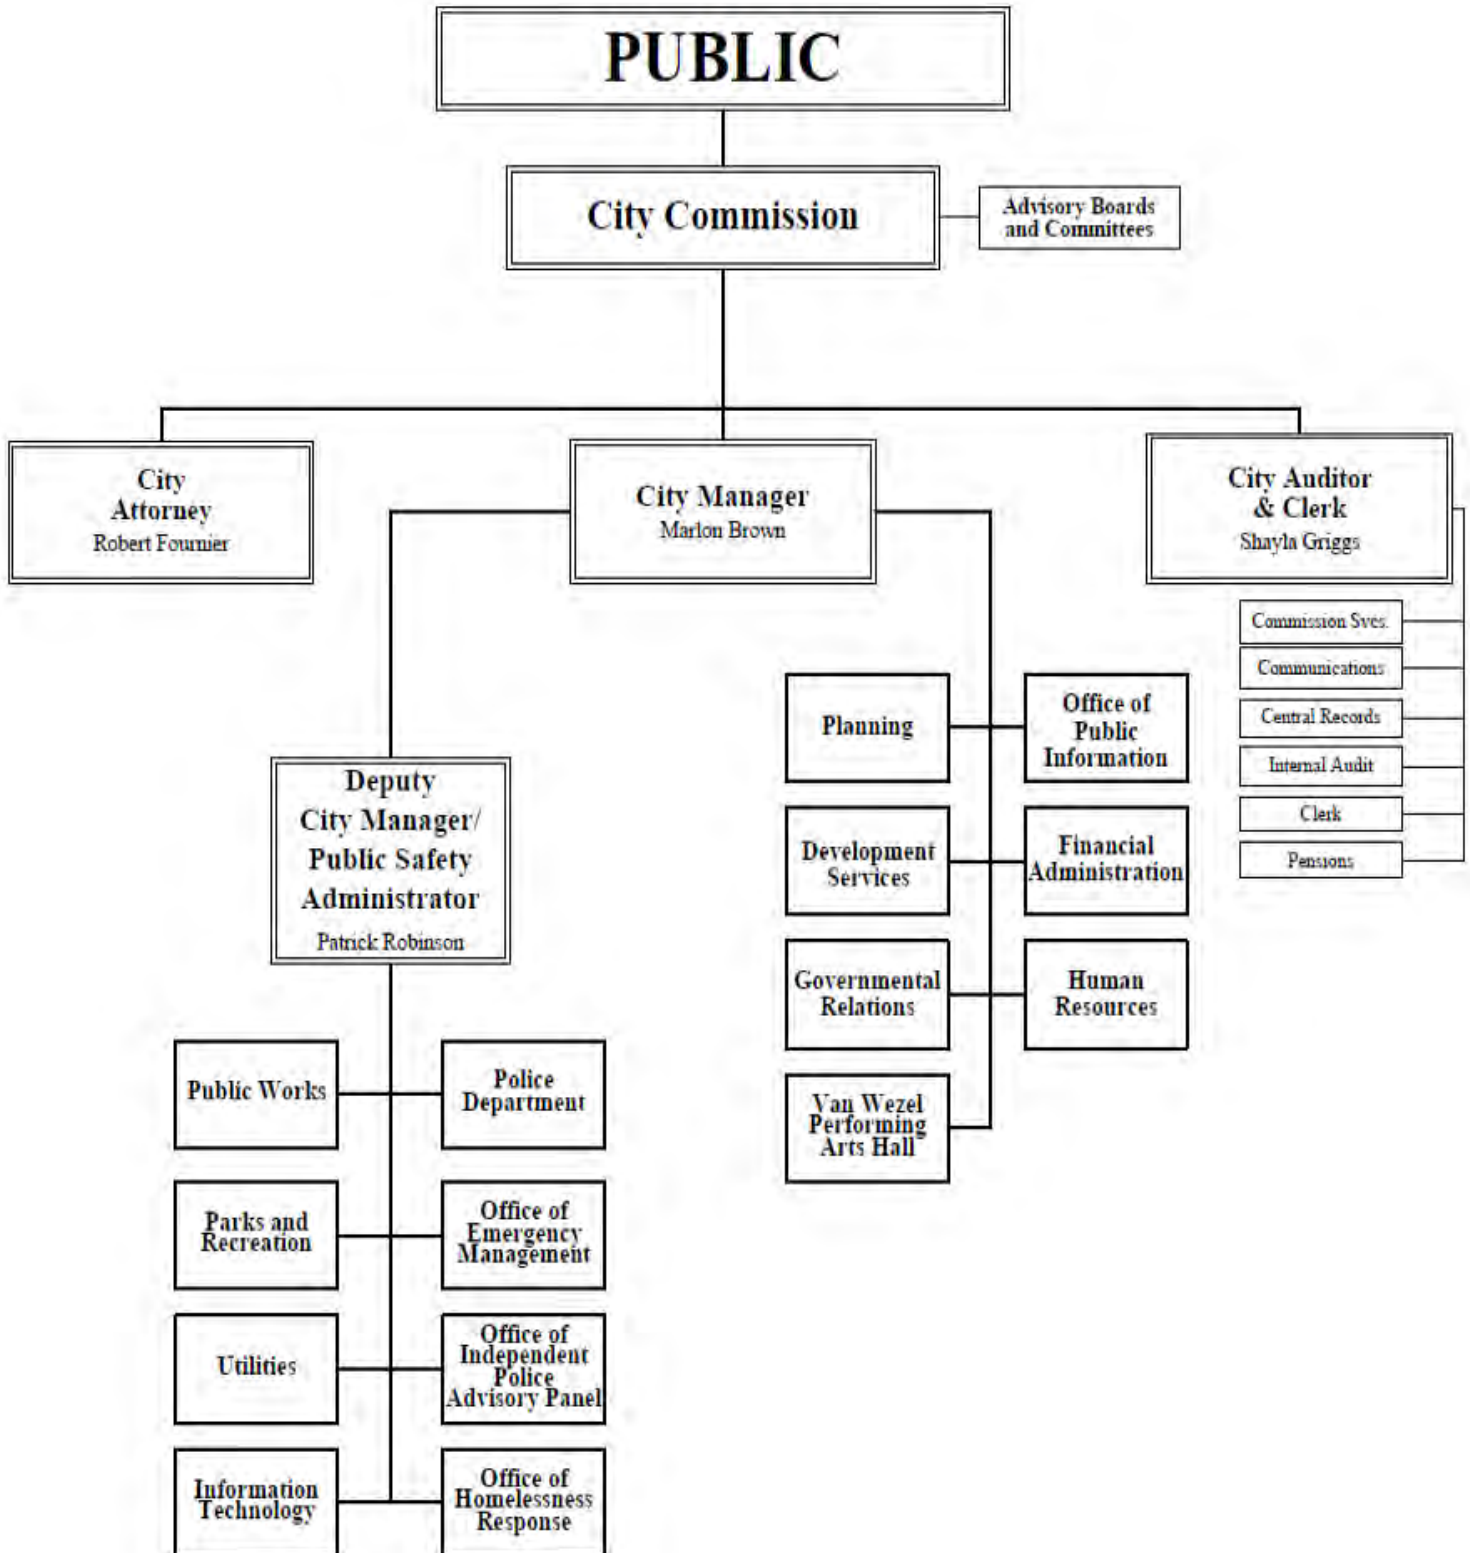 PUBLIC
City Commission
Advisory Boards
and Committees
City
Attorney
Robert Fournier
City Manager
Marlon Brown
City Auditor
& Clerk
Shayla Griggs
Commission Svcs.
Communications
Central Records
Internal Audit
Clerk
Pensions
Planning
Office of
Public
Information
Development
Services
Financial
Administration
Governmental
Relations
Human
Resources
Van Wezel
Performing
Arts Hall
Deputy
City Manager/
Public Safety
Administrator
Patrick Robinson
Public Works
Police
Department
Parks and
Recreation
Office of
Emergency
Management
Utilities
Office of
Independent
Police
Advisory Panel
Information
Technology
Office of
Homelessness
Response